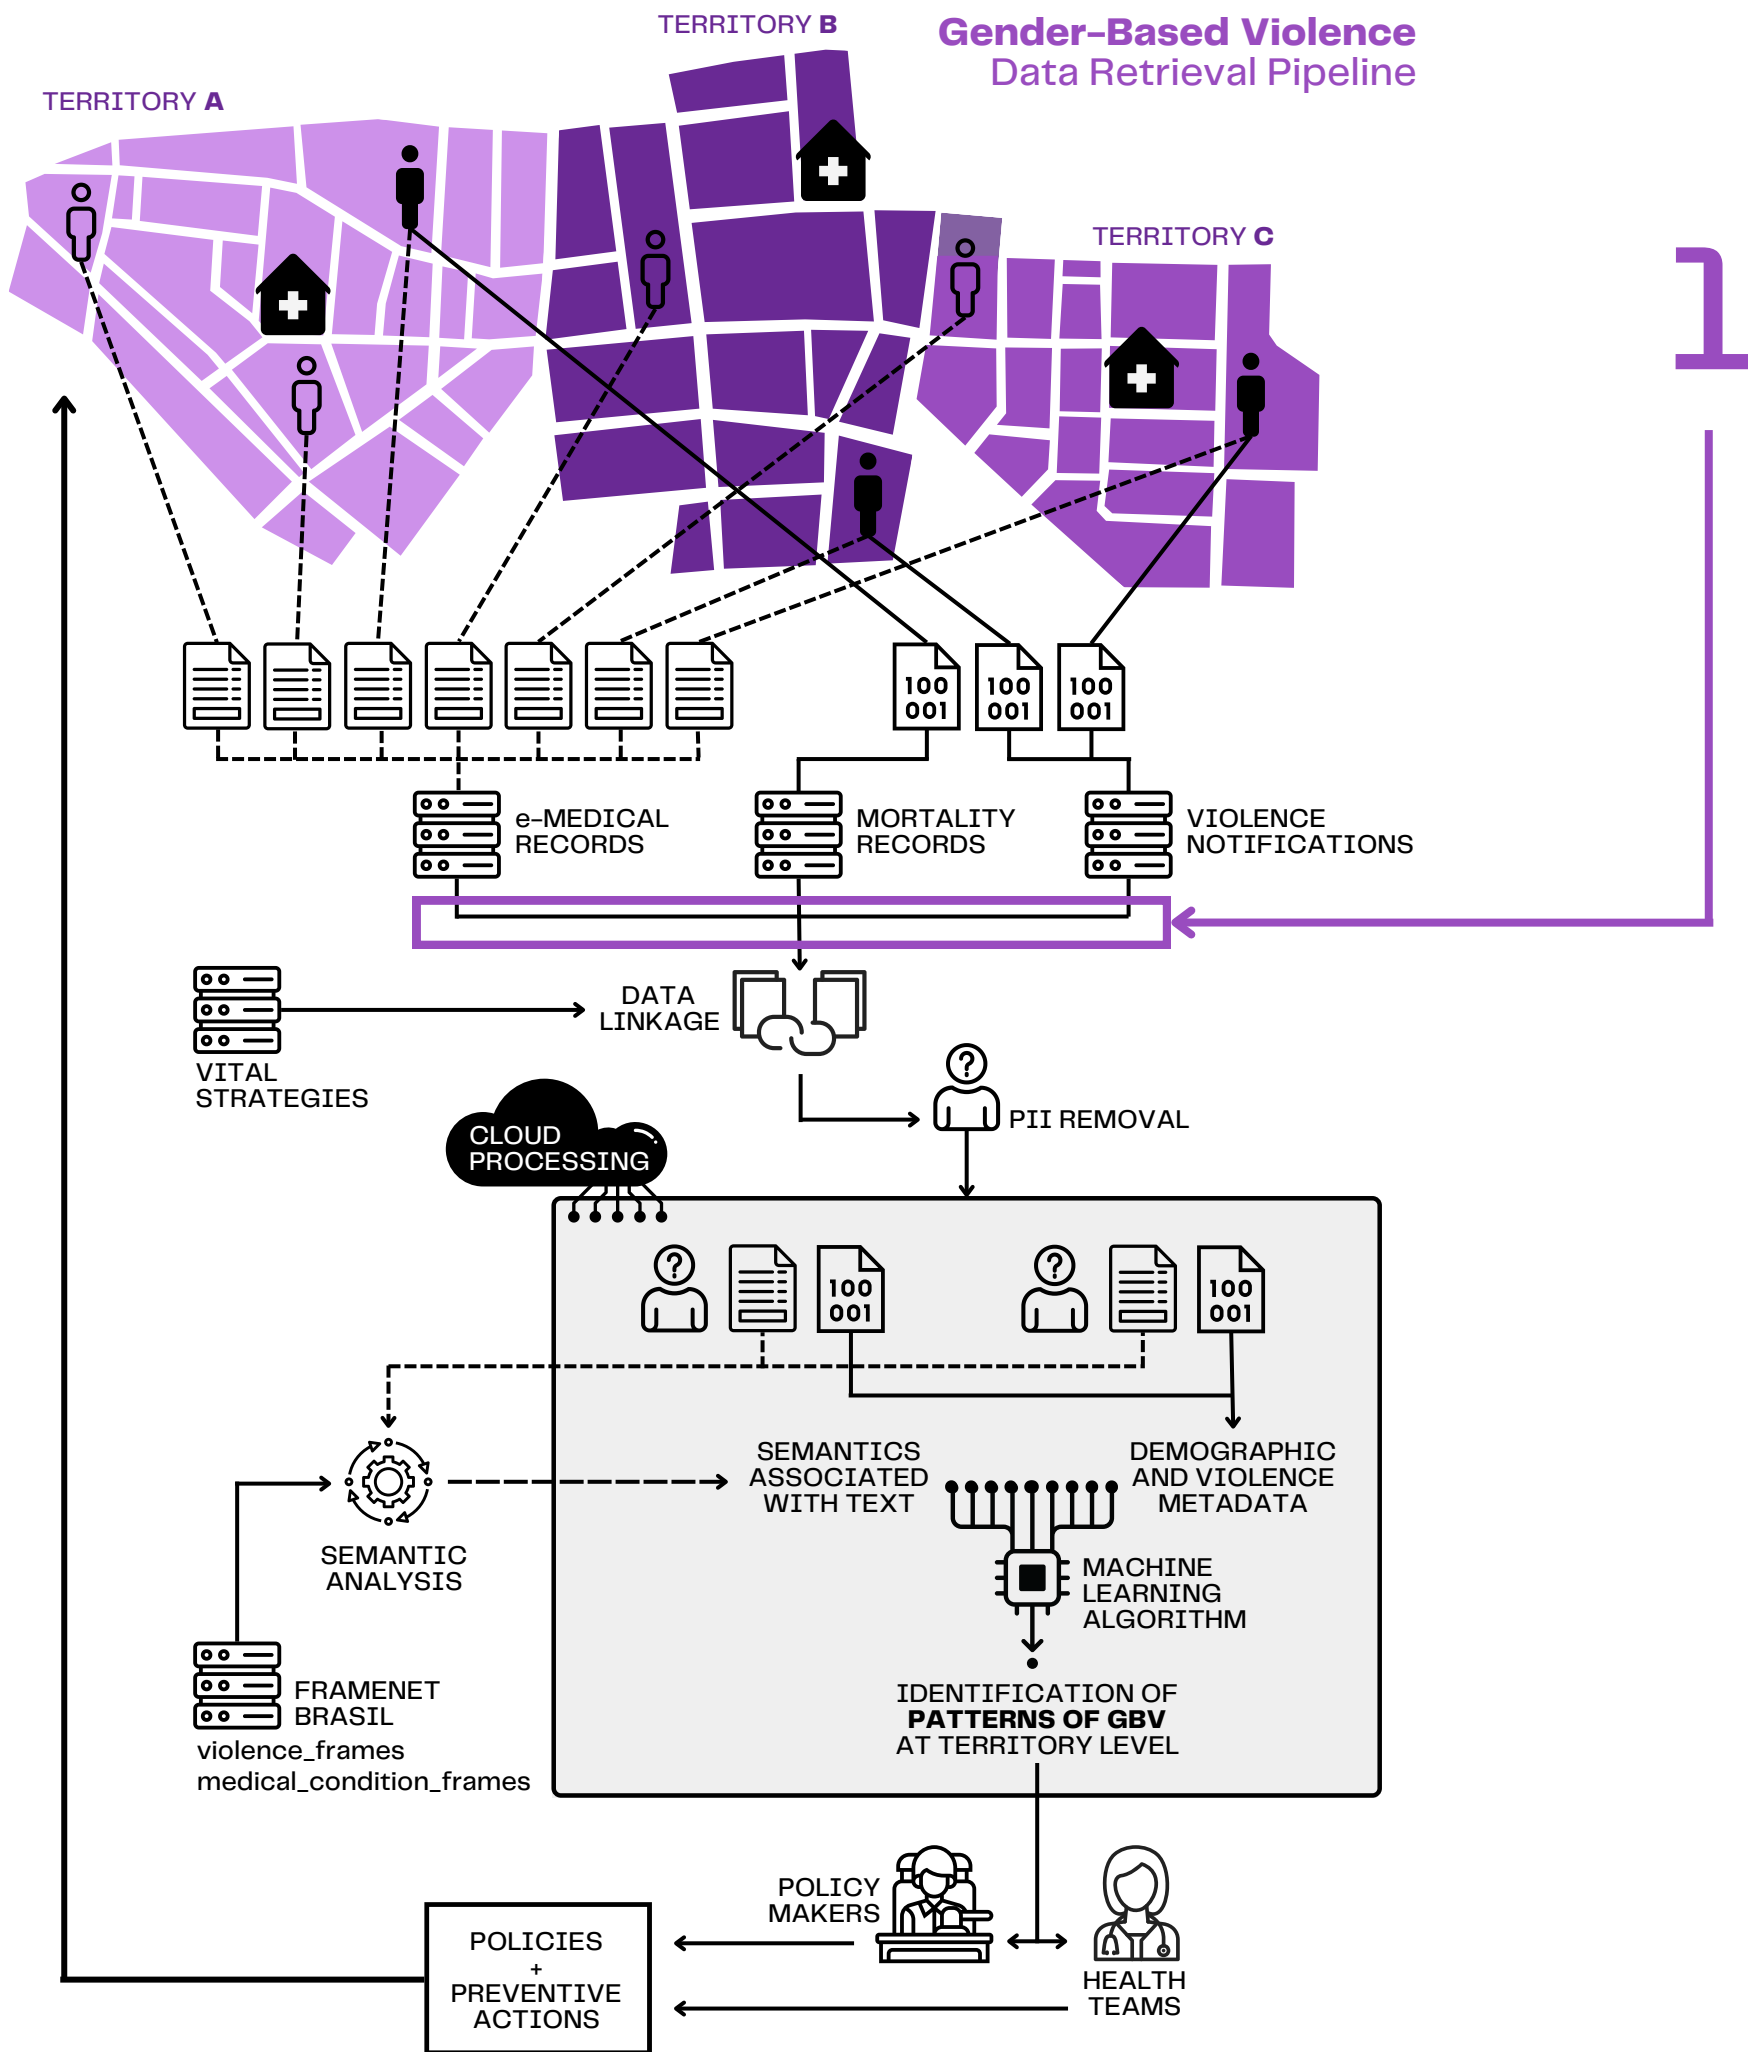 TERRITORY B
Gender-Based Violence
Data Retrieval Pipeline
TERRITORY A
TERRITORY C
1
100
001
100
001
100
001
e-MEDICAL
RECORDS
MORTALITY
RECORDS
VIOLENCE
NOTIFICATIONS
DATA
LINKAGE
VITAL
STRATEGIES
PII REMOVAL
CLOUD
PROCESSING
?
?
?
100
001
100
001
SEMANTICS
ASSOCIATED
WITH TEXT
DEMOGRAPHIC
AND VIOLENCE
METADATA
SEMANTIC
ANALYSIS
MACHINE
LEARNING
ALGORITHM
FRAMENET
BRASIL
violence_frames
medical_condition_frames
IDENTIFICATION OF
PATTERNS OF GBV
AT TERRITORY LEVEL
POLICY
MAKERS
HEALTH
TEAMS
POLICIES
+
PREVENTIVE
ACTIONS